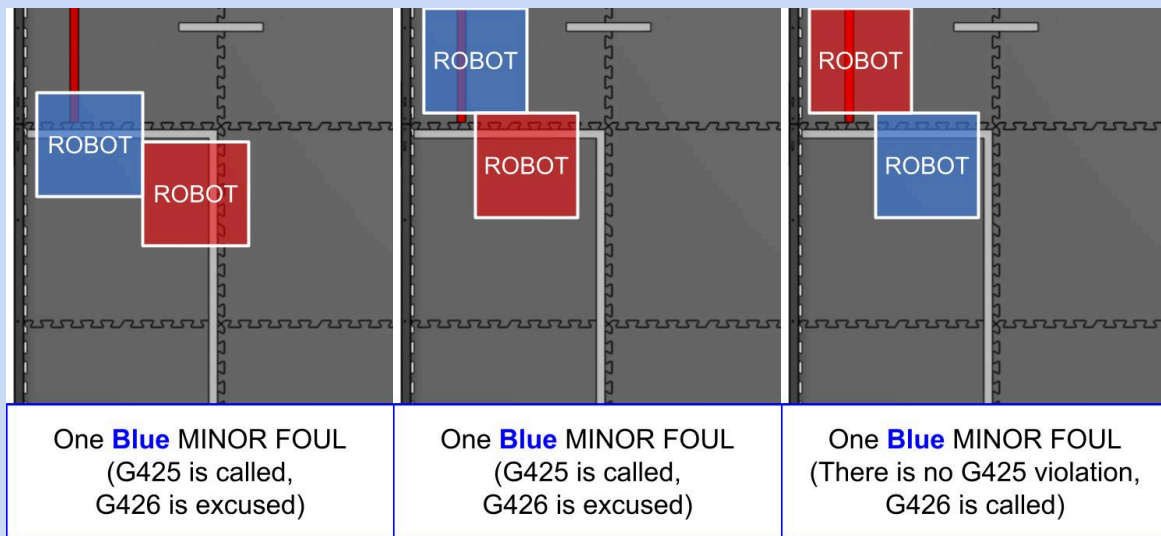 ROBOT
ROBOT
ROBOT
ROBOT
ROBOT
ROBOT
One Blue MINOR FOUL
(G425 is called,
G426 is excused)
One Blue MINOR FOUL
(G425 is called,
G426 is excused)
One Blue MINOR FOUL
(There is no G425 violation,
G426 is called)